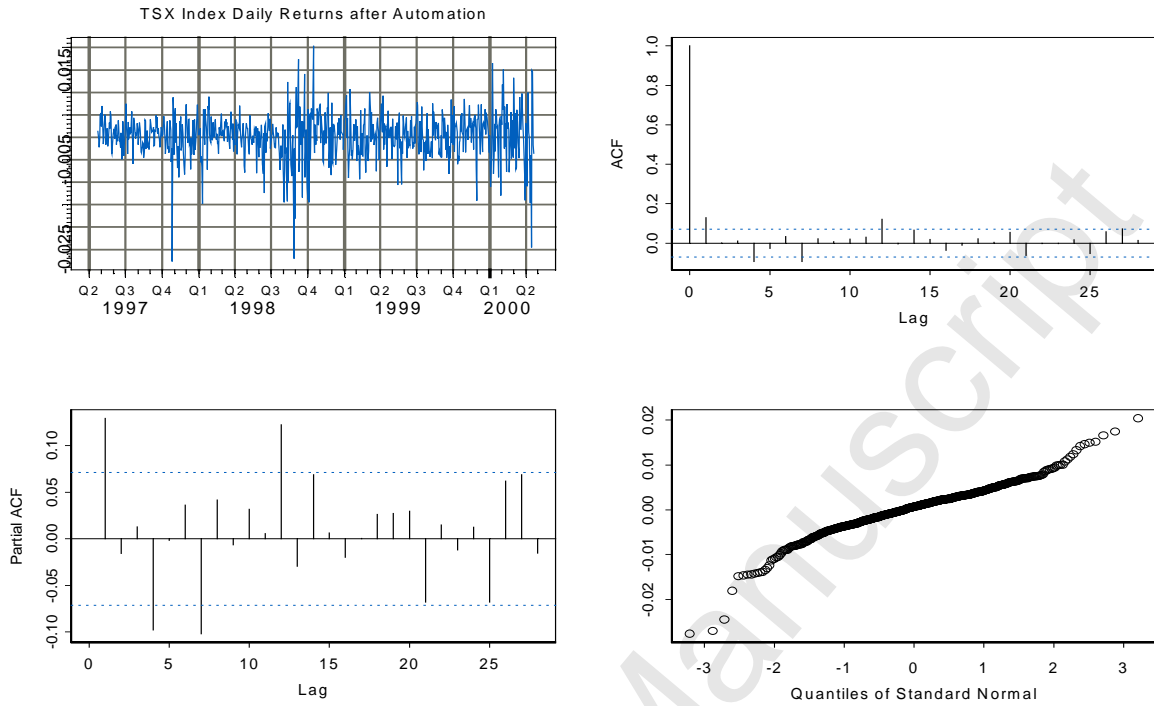 TSX Index Daily Returns after Automation
0.015
-0.005
-0.025
Q2 Q3 Q4 Q1 Q2 Q3 Q4 Q1 Q2 Q3 Q4 Q1 Q2
1997 1998 1999 2000
ACF
1.0
0.8
0.6
0.4
0.2
0.0
0 5 10 15 20 25
Lag
Partial ACF
0.10
0.05
0.00
-0.05
-0.10
0 5 10 15 20 25
Lag
0.02
0.01
0.00
-0.01
-0.02
-3 -2 -1 0 1 2 3
Quantiles of Standard Normal
Manuscript